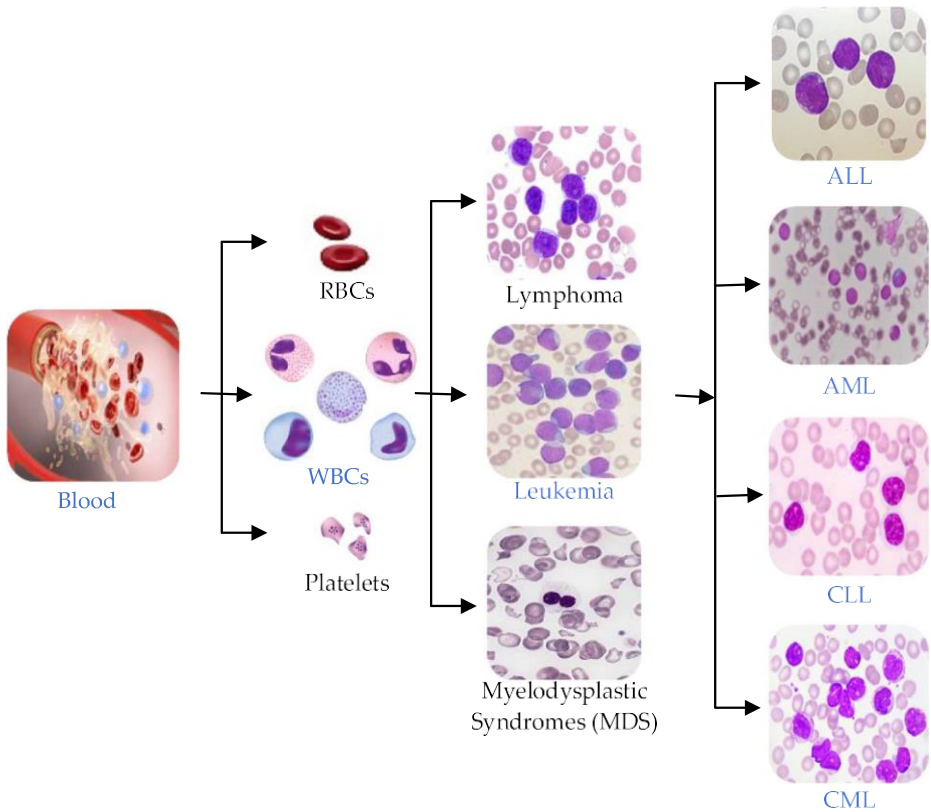 Blood
RBCs
WBCs
Platelets
Lymphoma
Leukemia
Myelodysplastic
Syndromes (MDS)
ALL
AML
CLL
CML